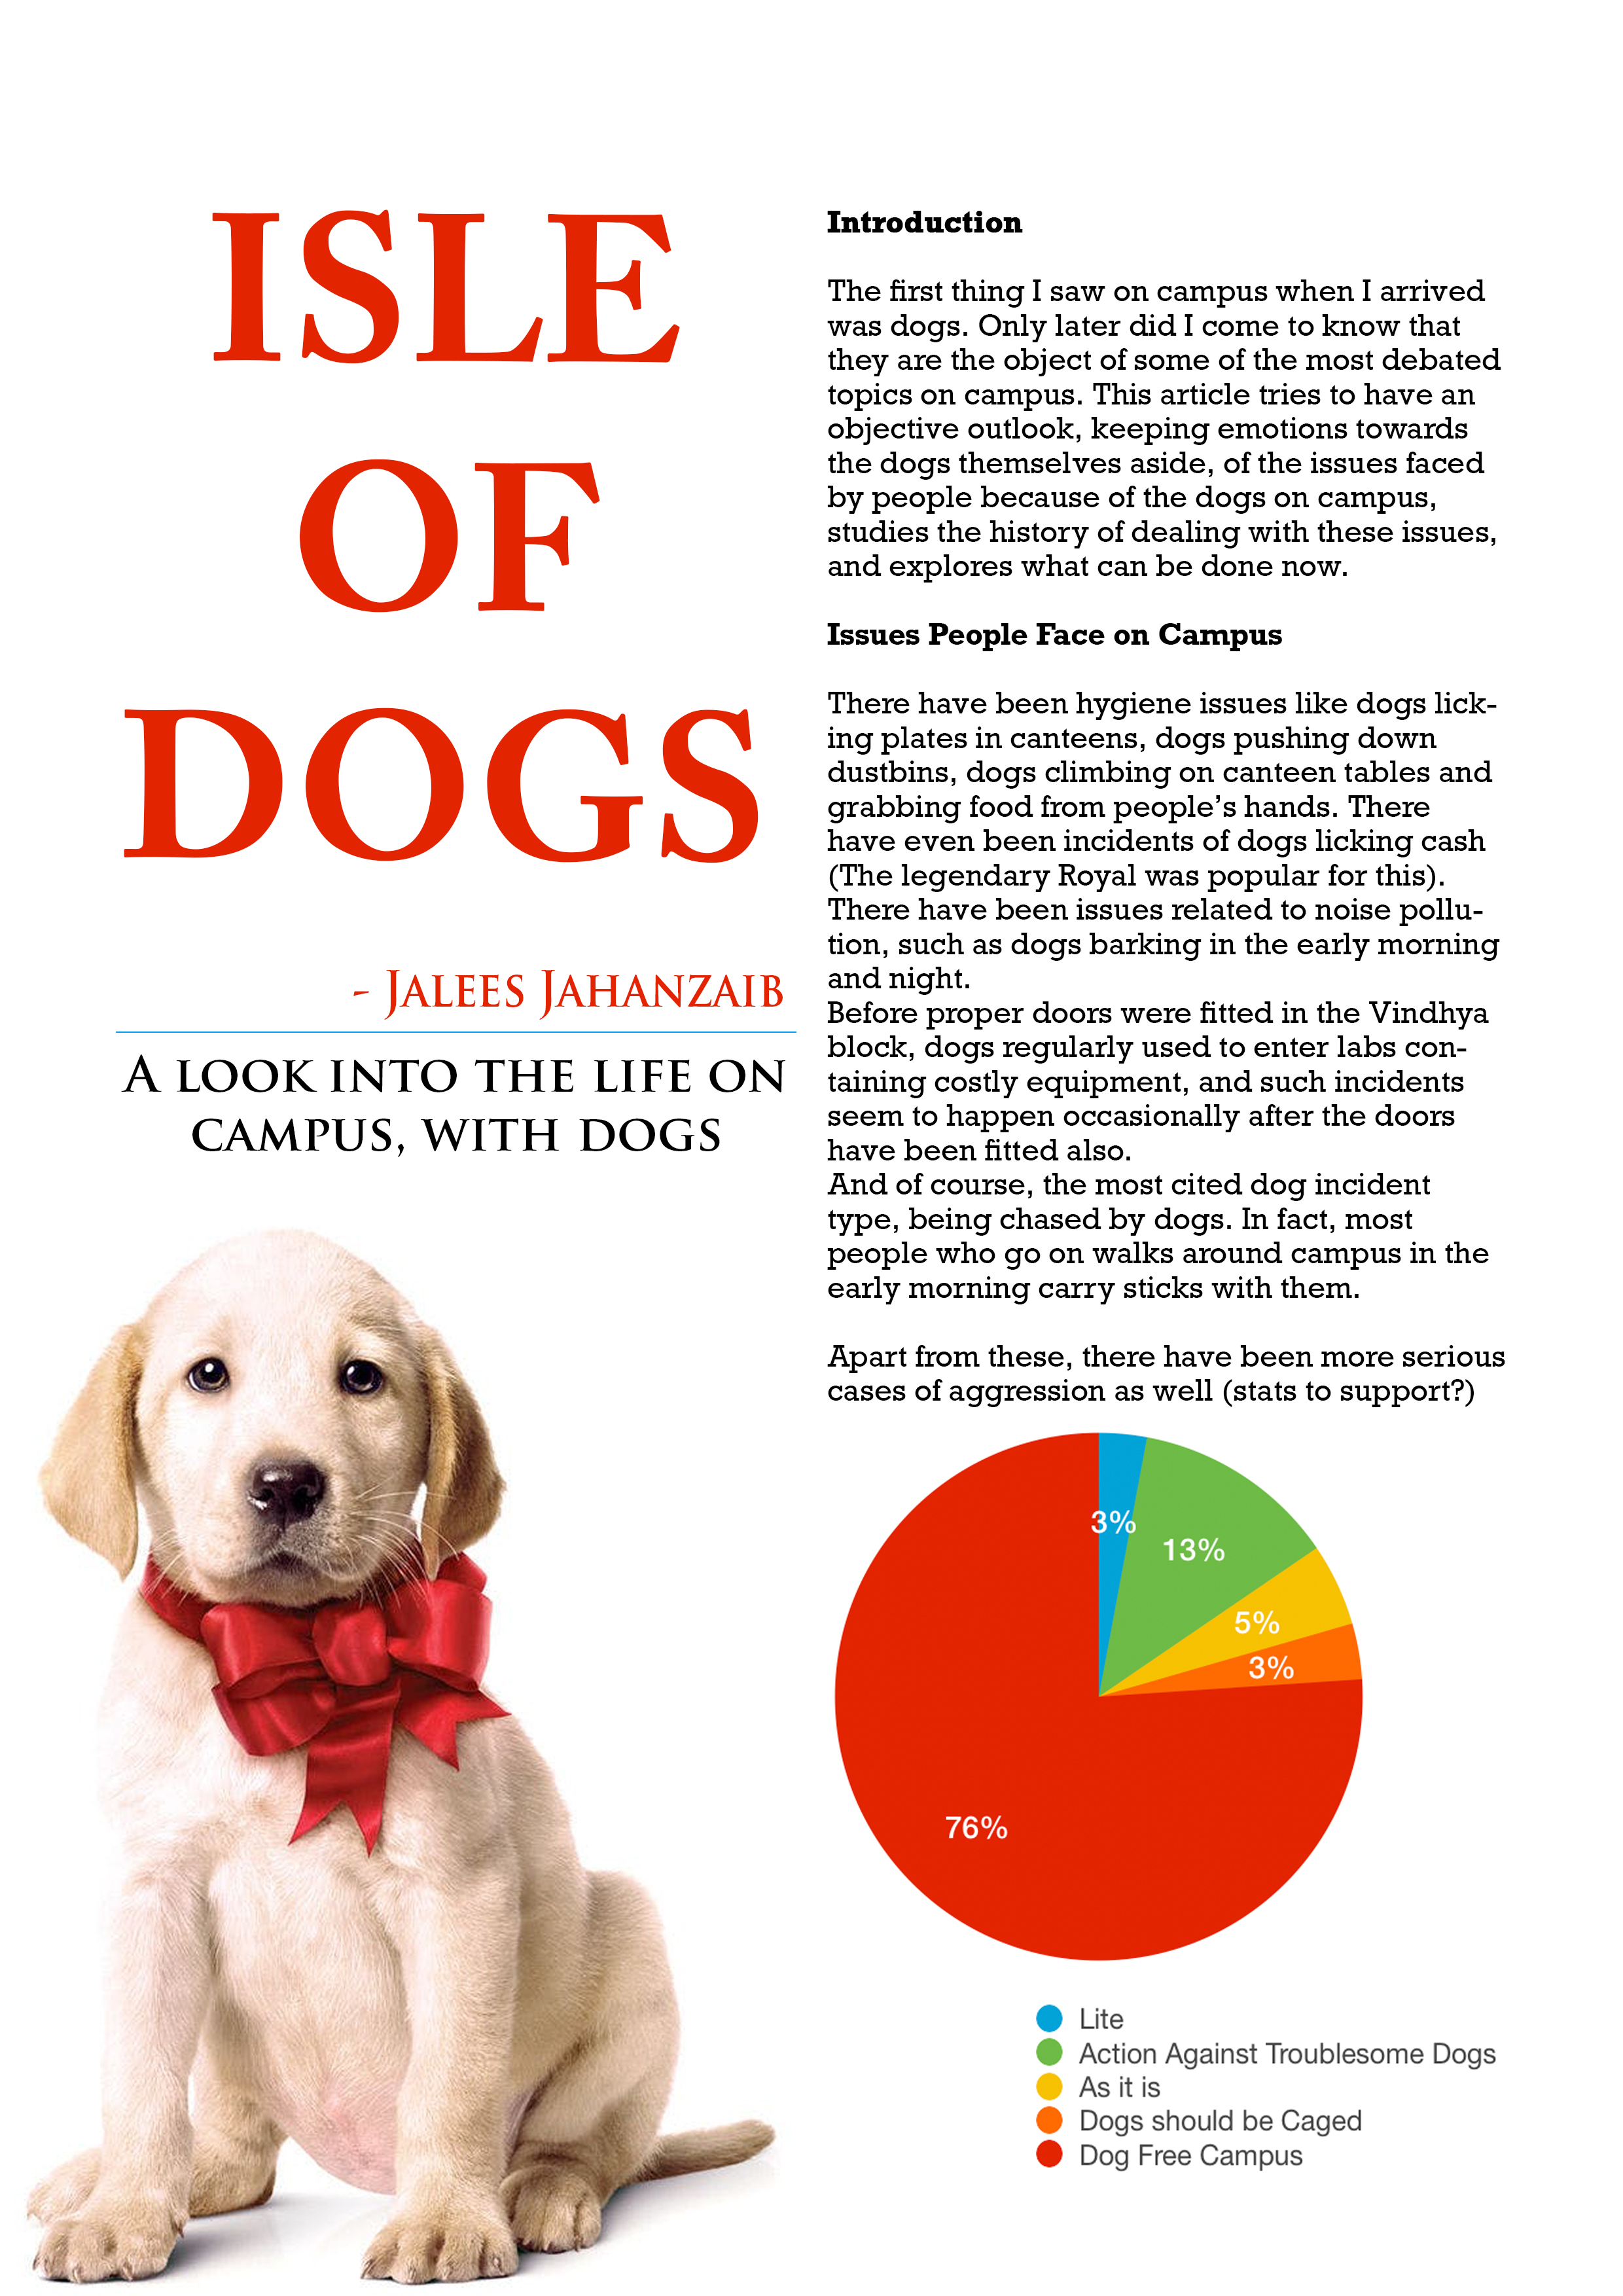 ISLE
OF
DOGS
- Jalees Jahanzaib
A look into the life on
campus, with dogs
Introduction
The first thing I saw on campus when I arrived
was dogs. Only later did I come to know that
they are the object of some of the most debated
topics on campus. This article tries to have an
objective outlook, keeping emotions towards
the dogs themselves aside, of the issues faced
by people because of the dogs on campus,
studies the history of dealing with these issues,
and explores what can be done now.
Issues People Face on Campus
There have been hygiene issues like dogs lick-
ing plates in canteens, dogs pushing down
dustbins, dogs climbing on canteen tables and
grabbing food from people’s hands. There
have even been incidents of dogs licking cash
(The legendary Royal was popular for this).
There have been issues related to noise pollu-
tion, such as dogs barking in the early morning
and night.
Before proper doors were fitted in the Vindhya
block, dogs regularly used to enter labs con-
taining costly equipment, and such incidents
seem to happen occasionally after the doors
have been fitted also.
And of course, the most cited dog incident
type, being chased by dogs. In fact, most
people who go on walks around campus in the
early morning carry sticks with them.
Apart from these, there have been more serious
cases of aggression as well (stats to support?)
3%
13%
5%
3%
76%
Lite
Action Against Troublesome Dogs
As it is
Dogs should be Caged
Dog Free Campus